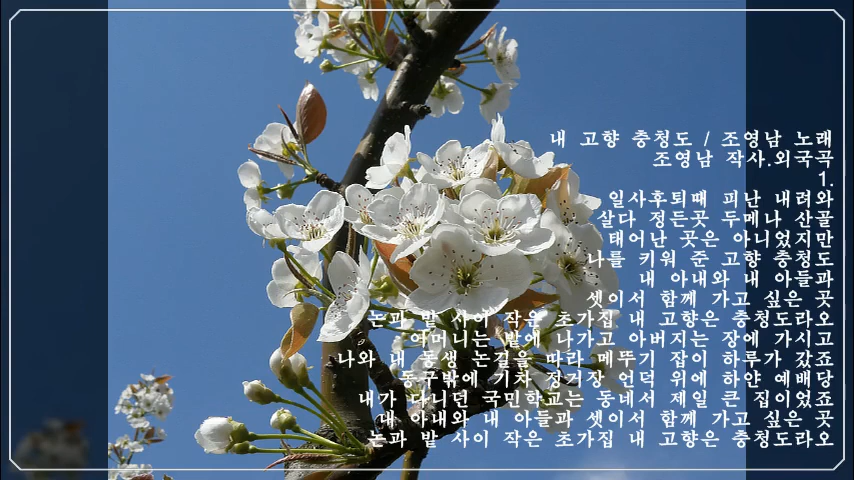 내 고향 충청도 / 조영남 노래
조영남 작사.외국곡
1.
일사후퇴때 피난 내려와
살다 정든곳 두메나 산골
태어난 곳은 아니었지만
나를 키워 준 고향 충청도
내 아내와 내 아들과
셋이서 함께 가고 싶은 곳
논과 밭 사이 작은 초가집 내 고향은 충청도라오
어머니는 밭에 나가고 아버지는 장에 가시고
나와 내 동생 논길을 따라 메뚜기 잡이 하루가 갔죠
동구밖에 기차 정거장 언덕 위에 하얀 예배당
내가 다니던 국민학교는 동네서 제일 큰 집이었죠
내 아내와 내 아들과 셋이서 함께 가고 싶은 곳
논과 밭 사이 작은 초가집 내 고향은 충청도라오